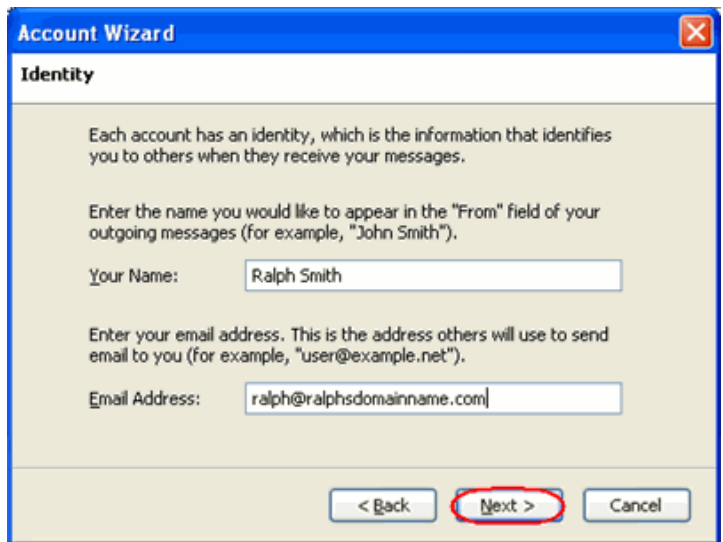 Account Wizard
Identity
Each account has an identity, which is the information that identifies
you to others when they receive your messages.
Enter the name you would like to appear in the "From" field of your
outgoing messages (for example, "John Smith").
Your Name: Ralph Smith
Enter your email address. This is the address others will use to send
email to you (for example, "user@example.net").
Email Address: ralph@ralphsdomainname.com
< Back Next > Cancel